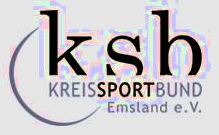 ksb
KREISSPORTBUND
Emsland e.V.